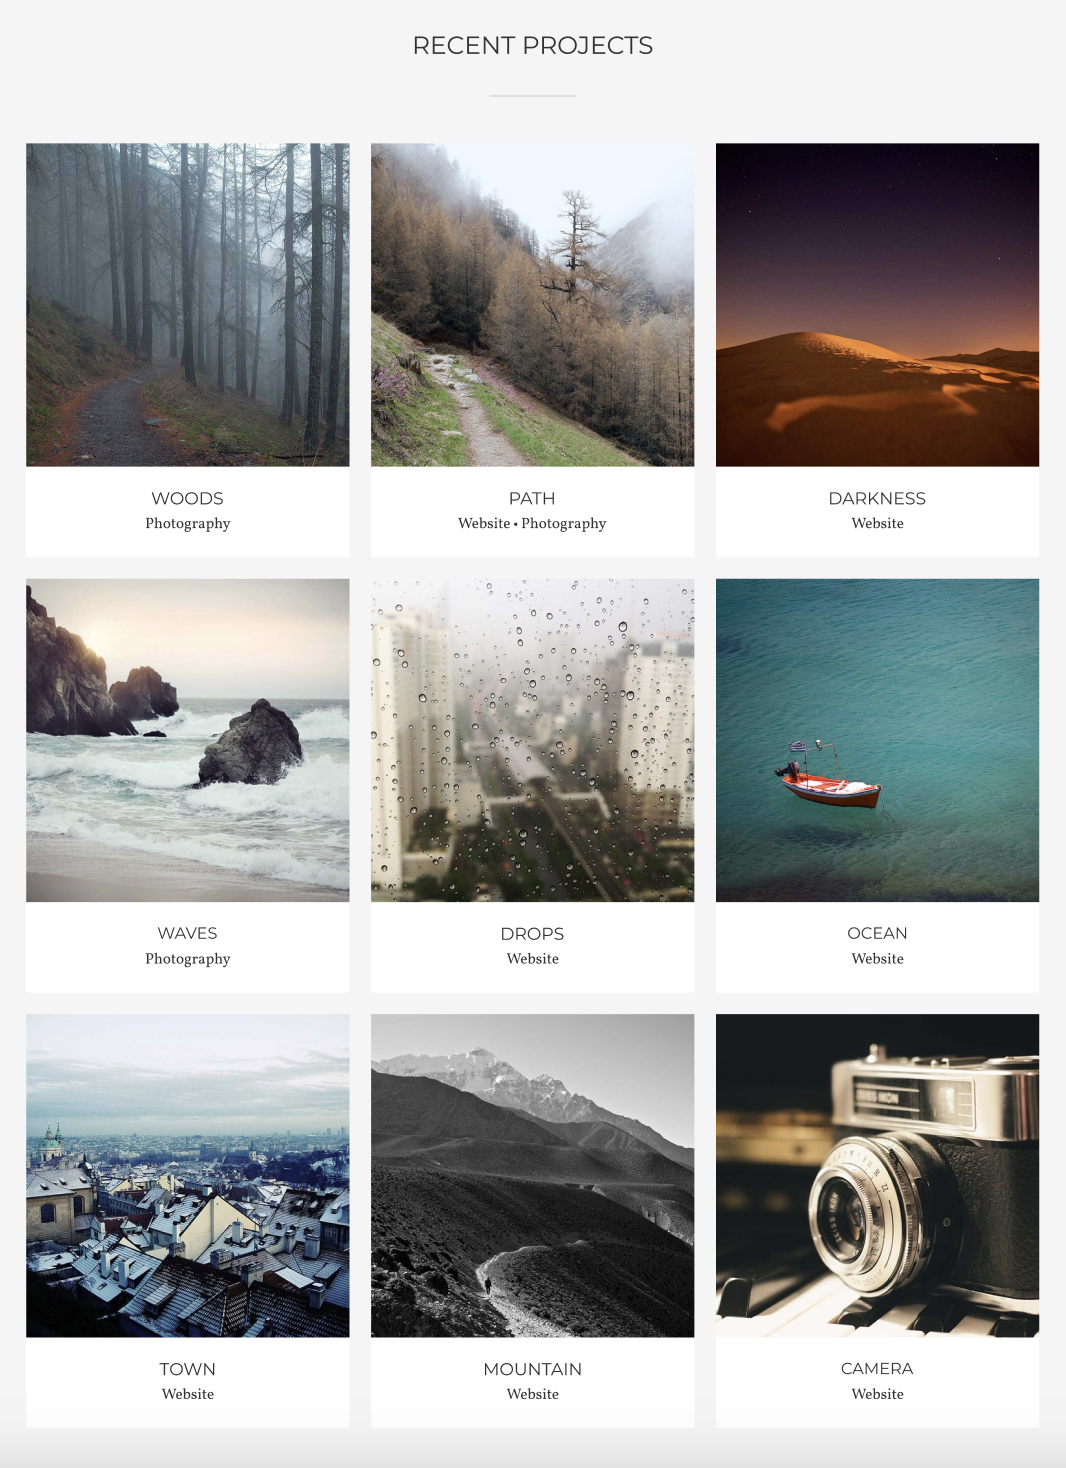 RECENT PROJECTS
WOODS
Photography
PATH
Website • Photography
DARKNESS
Website
WAVES
Photography
DROPS
Website
OCEAN
Website
TOWN
Website
MOUNTAIN
Website
CAMERA
Website